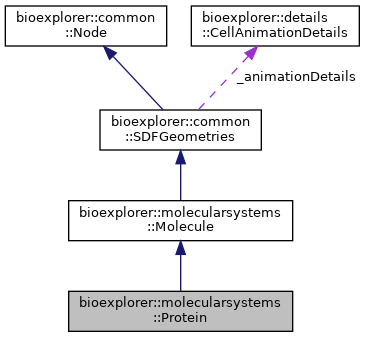 bioexplorer::common
::Node
bioexplorer::details
::CellAnimationDetails
_animationDetails
bioexplorer::common
::SDFGeometries
bioexplorer::molecularsystems
::Molecule
bioexplorer::molecularsystems
::Protein